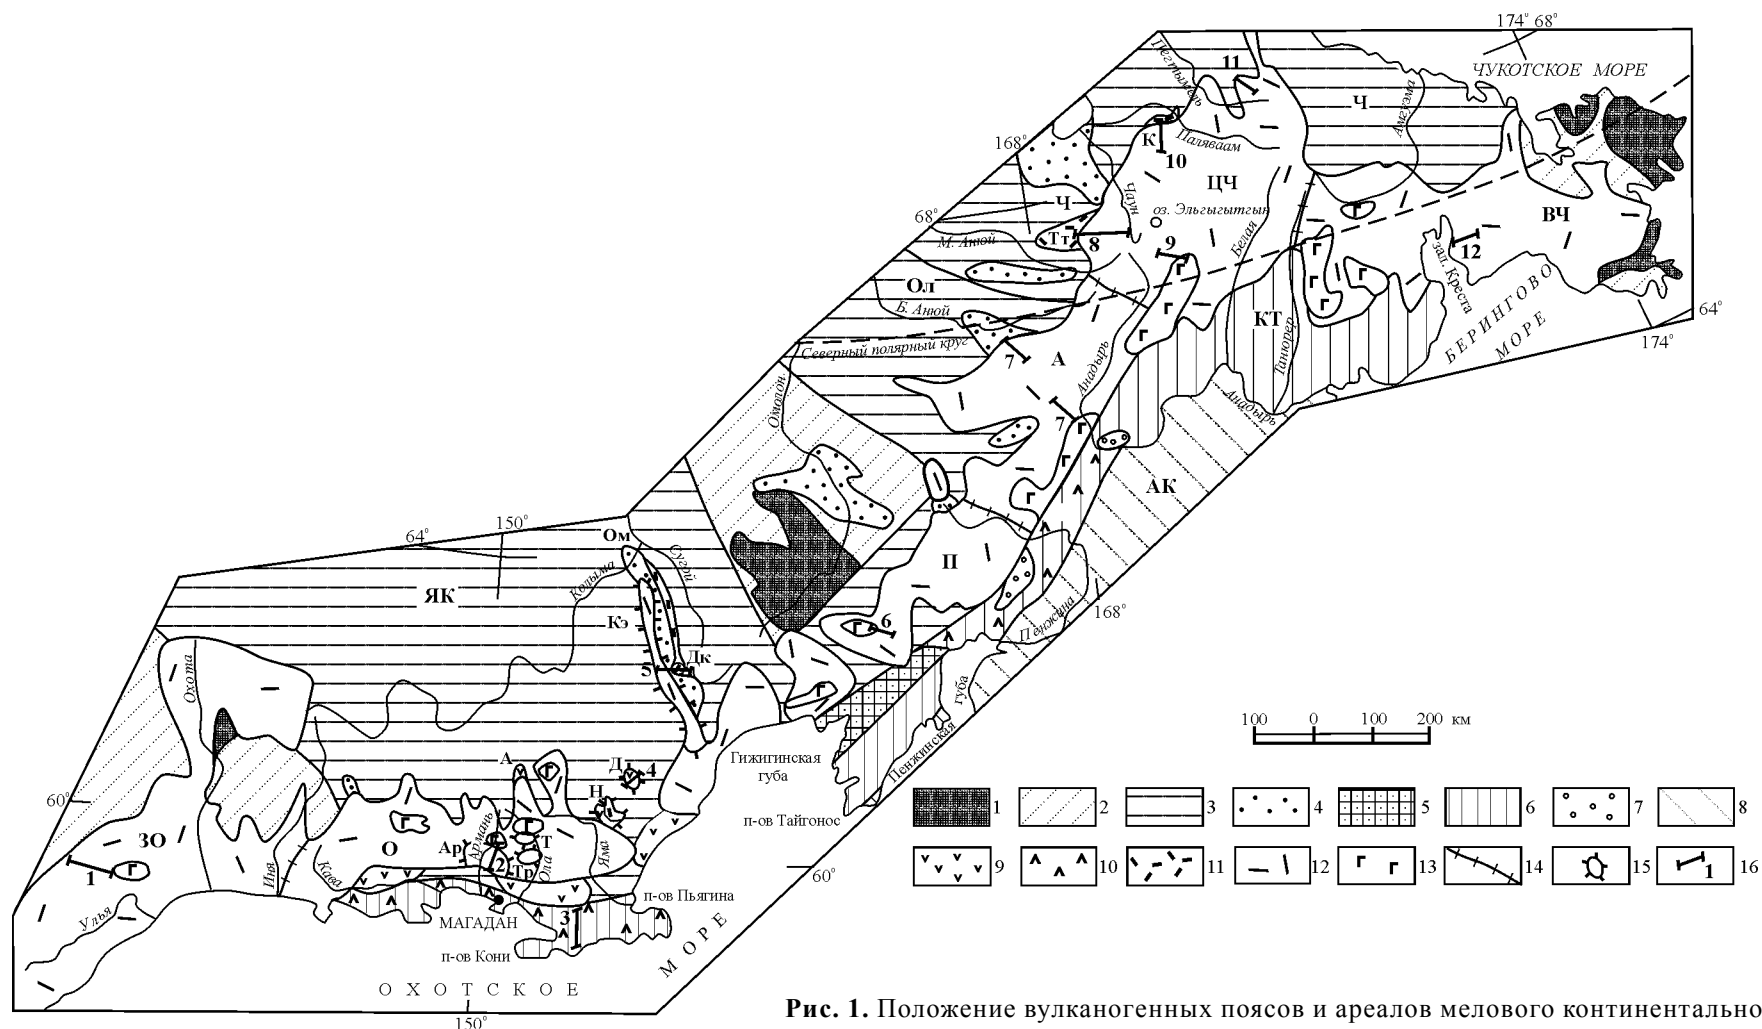 174° 68°
ЧУКОТСКОЕ МОРЕ
Пегтымель
11
Ч
Амгуэма
168°
К
10
Паляваам
ЦЧ
Чаун
оз. Эльгыгытгын
Белая
ВЧ
68°
Ч
Тт
8
9
М. Анюй
12
зал. Креста
Ол
Б. Анюй
КТ
Танюрер
БЕРИНГОВО
МОРЕ
64°
174°
Северный полярный круг
7
А
Анадырь
Омолон
7
Анадырь
АК
64°
150°
Ом
Сугой
Колыма
П
ЯК
Кэ
6
168°
Пенжина
Дк
5
Охота
Гижигинская
губа
Пенжинская
губа
100 0 100 200 км
А
Д
4
Н
п-ов Тайгонос
60°
ЗО
1
О
Ар
Армань
2
Т
Тр
Ола
Яма
60°
Иня
Кава
Улья
МАГАДАН
3
п-ов Пьягина
п-ов Кони
ОХОТСКОЕ
МОРЕ
150°
1 2 3 4 5 6 7 8
9 10 11 12 13 14 15 1 16
Рис. 1. Положение вулканогенных поясов и ареалов мелового континентально